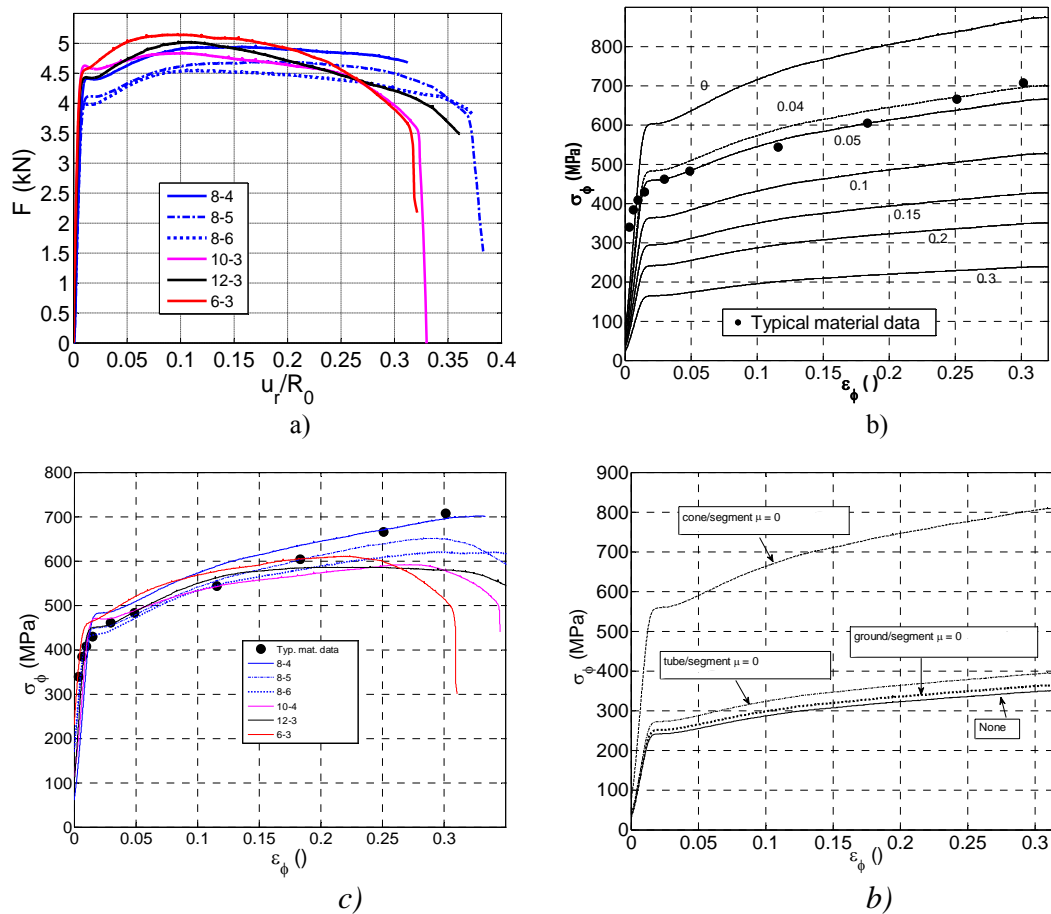 5
4.5
4
3.5
3
2.5
2
1.5
1
0.5
0
F (kN)
8-4
8-5
8-6
10-3
12-3
6-3
0 0.05 0.1 0.15 0.2 0.25 0.3 0.35 0.4
u_r/R_0
a)
800
700
600
500
400
300
200
100
0
σ_ϕ (MPa)
0
0.04
0.05
0.1
0.15
0.2
0.3
Typical material data
0 0.05 0.1 0.15 0.2 0.25 0.3
ε_ϕ ()
b)
800
700
600
500
400
300
200
100
0
σ_ϕ (MPa)
Typ. mat. data
8-4
8-5
8-6
10-4
12-3
6-3
0 0.05 0.1 0.15 0.2 0.25 0.3
ε_ϕ ()
c)
900
800
700
600
500
400
300
200
100
0
σ_ϕ (MPa)
cone/segment μ = 0
ground/segment μ = 0
tube/segment μ = 0
None
0 0.05 0.1 0.15 0.2 0.25 0.3
ε_ϕ ()
b)